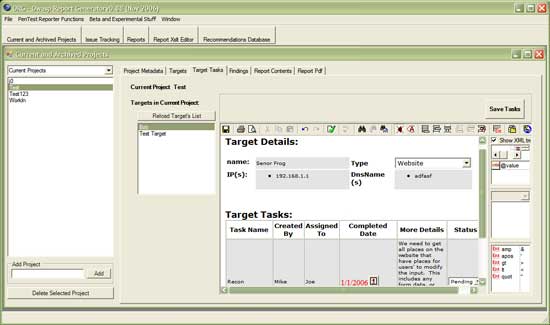 ORG - Owasp Report Generator v0.88 (Nov 2006)
File PenTest Reporter Functions Beta and Experimental Stuff Window
Current and Archived Projects Issue Tracking Reports Report Xslt Editor Recommendations Database
Current and Archived Projects
Current Projects
Project Metadata Targets Target Tasks Findings Report Contents Report Pdf
Test
Test123
WorkIn
Current Project Test
Targets in Current Project:
Save Tasks
Reload Target's List
Test Target
Show XML tr
Target Details:
name: Senor Frog Type Website
IP(s): 192.168.1.1 DnsName(s) adfasf
@value
Target Tasks:
Task Name Created By Assigned To Completed Date More Details Status
We need to get
all places on the
website that
have places for
users' to modify
the input. This
includes any
form data, or
Recon Mike Joe 1/1/2006 Pending
Ent amp &
Ent apos '
Ent gt >
Ent lt <
Ent quot "
Add Project
Add
Delete Selected Project